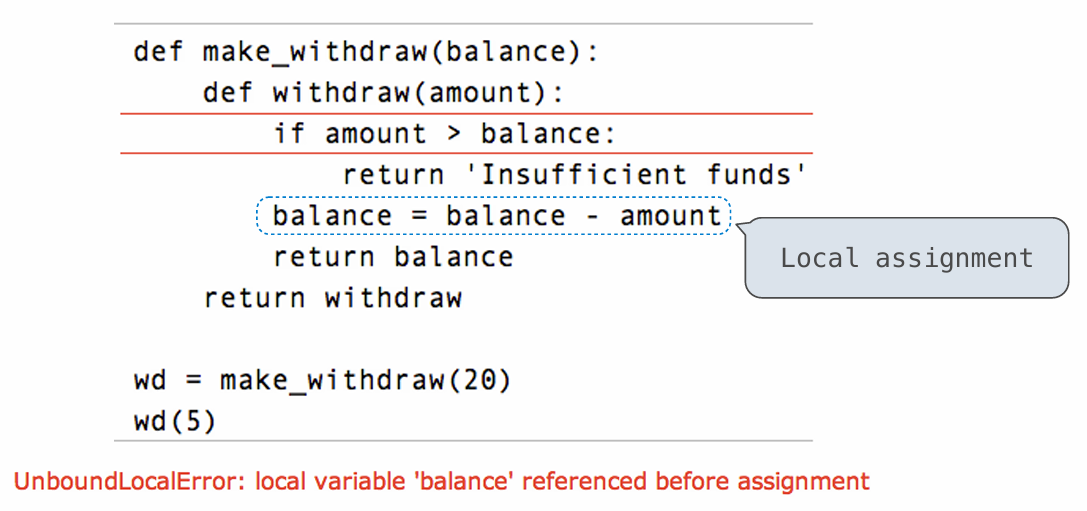 def make_withdraw(balance):
    def withdraw(amount):
        if amount > balance:
            return 'Insufficient funds'
        balance = balance - amount
        return balance
    return withdraw
Local assignment
wd = make_withdraw(20)
wd(5)
UnboundLocalError: local variable 'balance' referenced before assignment